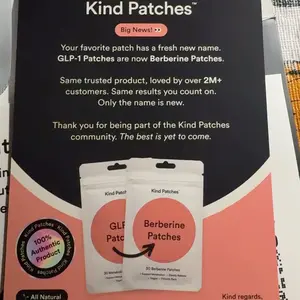 Kind Patches™
Big News! 👀
Your favorite patch has a fresh new name.
GLP-1 Patches are now Berberine Patches.
Same trusted product, loved by over 2M+
customers. Same results you count on.
Only the name is new.
Thank you for being part of the Kind Patches
community. The best is yet to come.
Kind Patches
GLP
Patc
Berberine
Patches
30 Berberine Patches
Kind Patches
100%
Authentic
Product
All Natural
Kind regards,